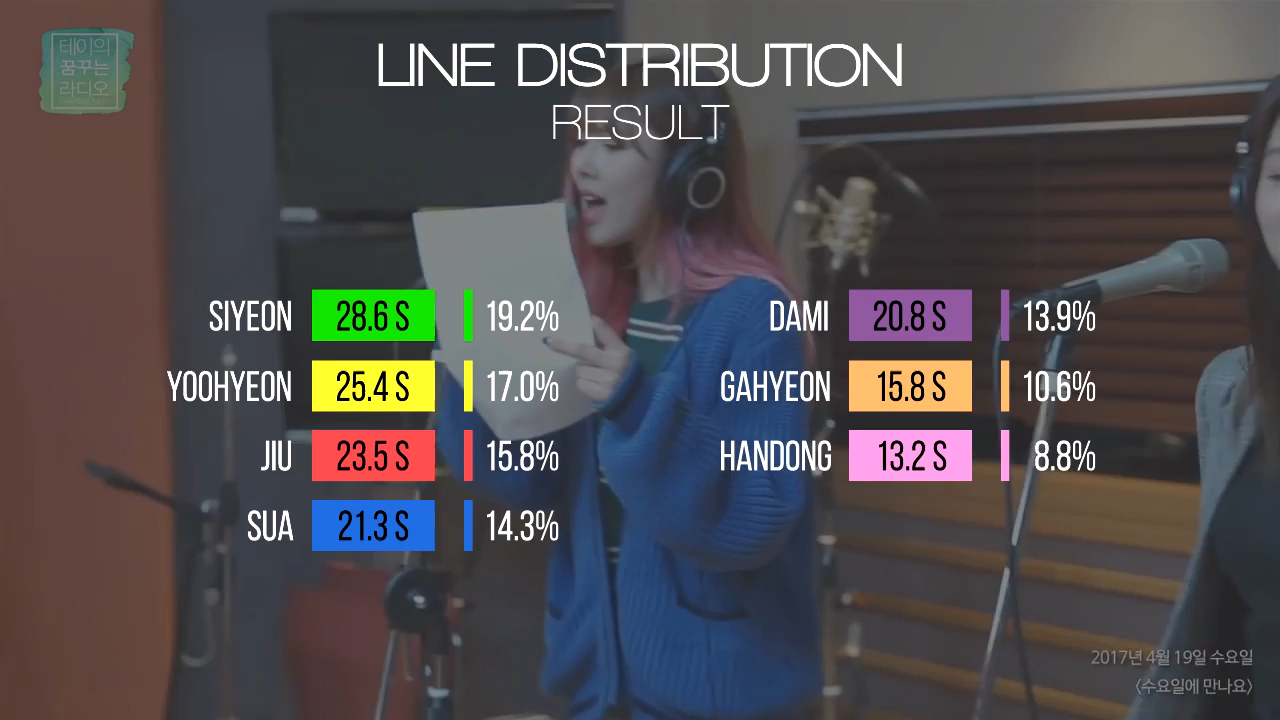 테이의
꿈꾸는
라디오
LINE DISTRIBUTION
RESULT
SIYEON 28.6 S 19.2%
YOOHYEON 25.4 S 17.0%
JIU 23.5 S 15.8%
SUA 21.3 S 14.3%
DAMI 20.8 S 13.9%
GAHYEON 15.8 S 10.6%
HANDONG 13.2 S 8.8%
2017년 4월 19일 수요일
〈수요일에 만나요〉